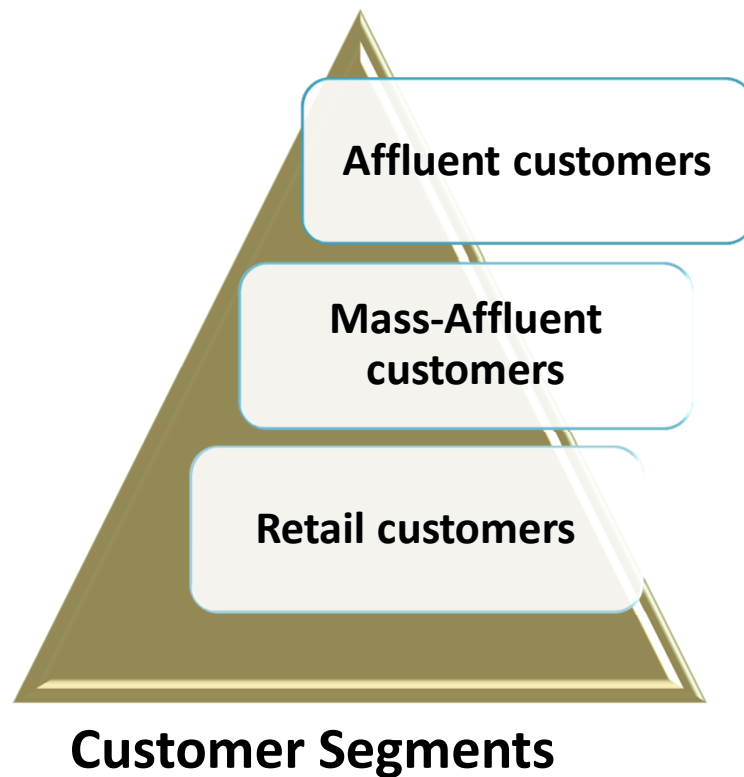 Affluent customers
Mass-Affluent
customers
Retail customers
Customer Segments